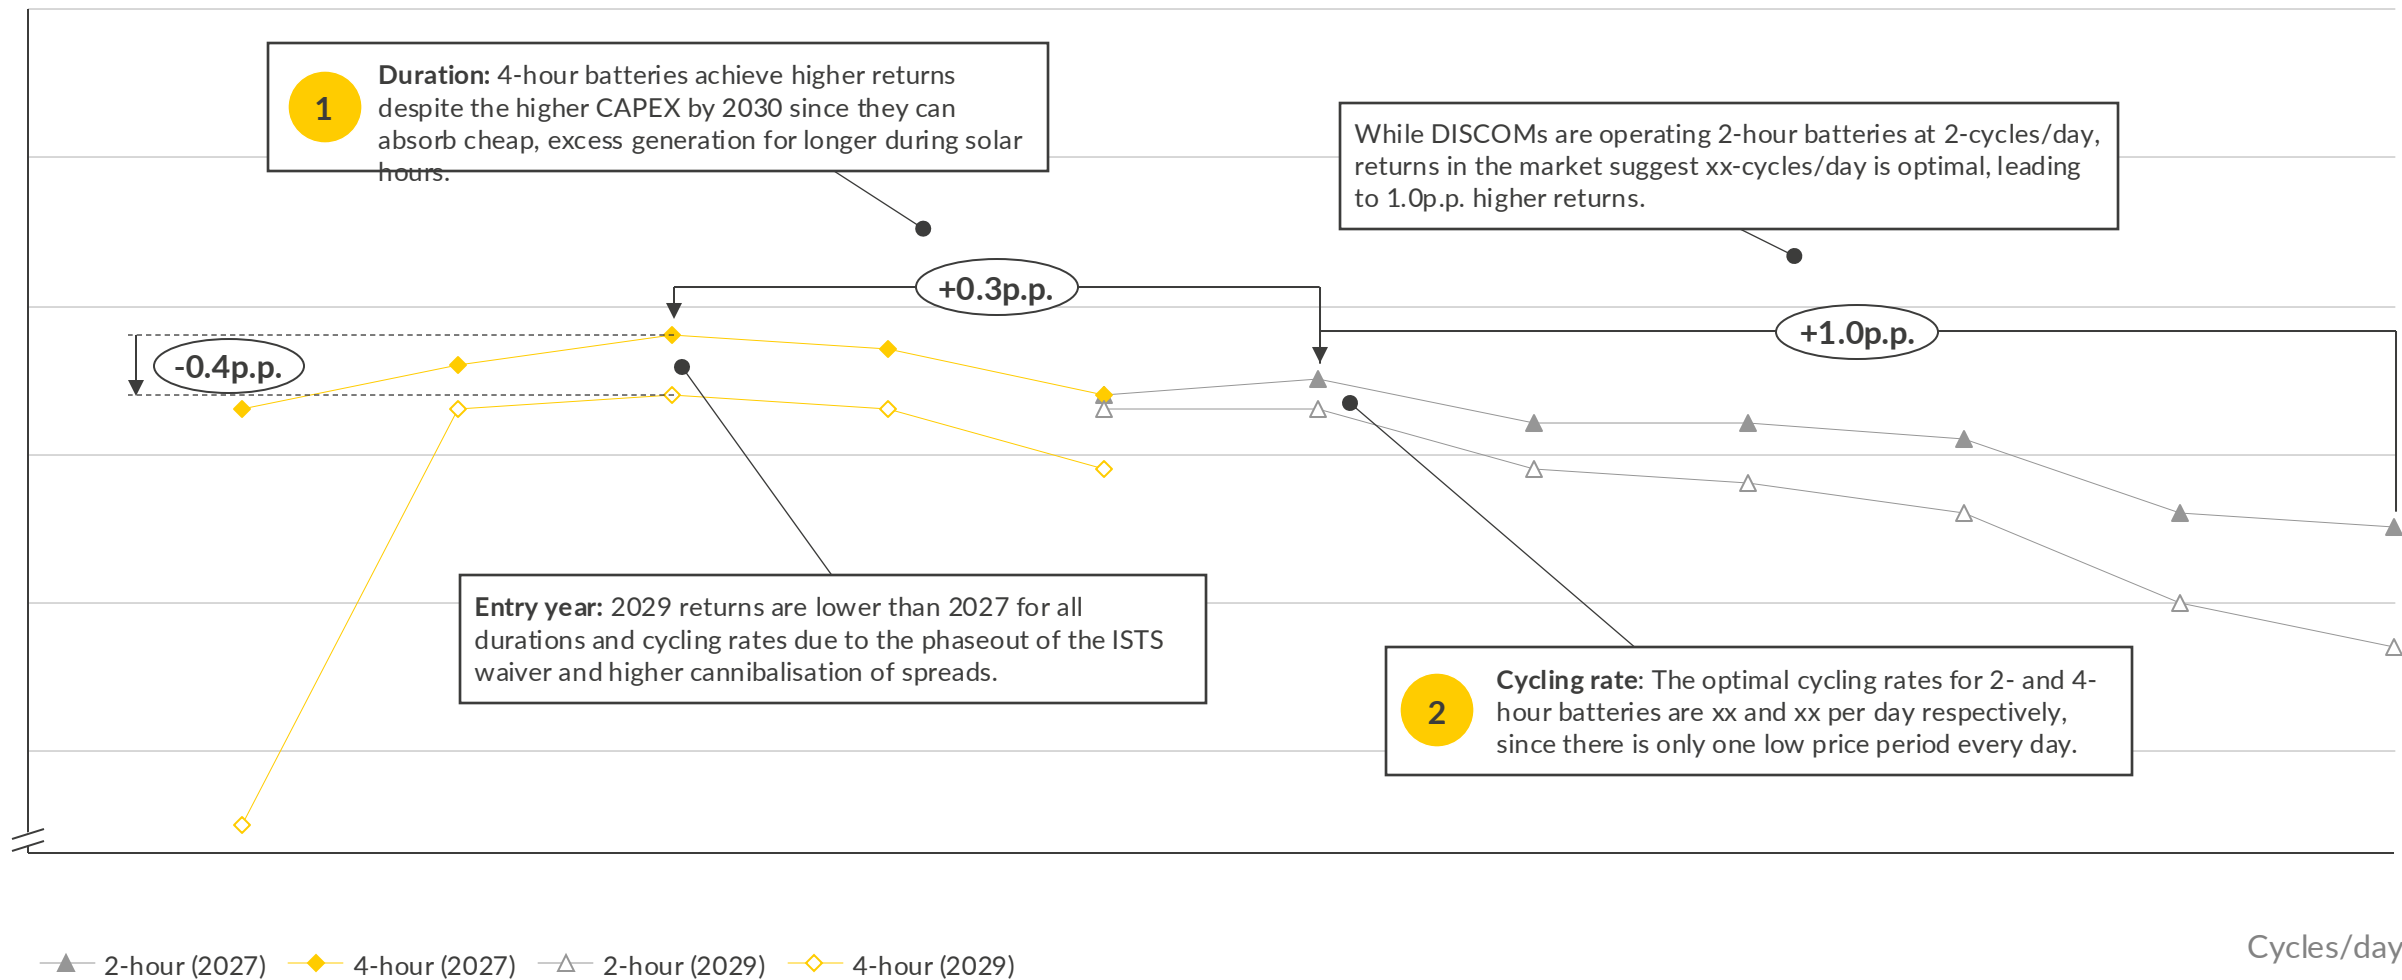 1
Duration: 4-hour batteries achieve higher returns
despite the higher CAPEX by 2030 since they can
absorb cheap, excess generation for longer during solar
hours.
While DISCOMs are operating 2-hour batteries at 2-cycles/day,
returns in the market suggest xx-cycles/day is optimal, leading
to 1.0p.p. higher returns.
+0.3p.p.
+1.0p.p.
-0.4p.p.
Entry year: 2029 returns are lower than 2027 for all
durations and cycling rates due to the phaseout of the ISTS
waiver and higher cannibalisation of spreads.
2
Cycling rate: The optimal cycling rates for 2- and 4-
hour batteries are xx and xx per day respectively,
since there is only one low price period every day.
Cycles/day
2-hour (2027) 4-hour (2027) 2-hour (2029) 4-hour (2029)